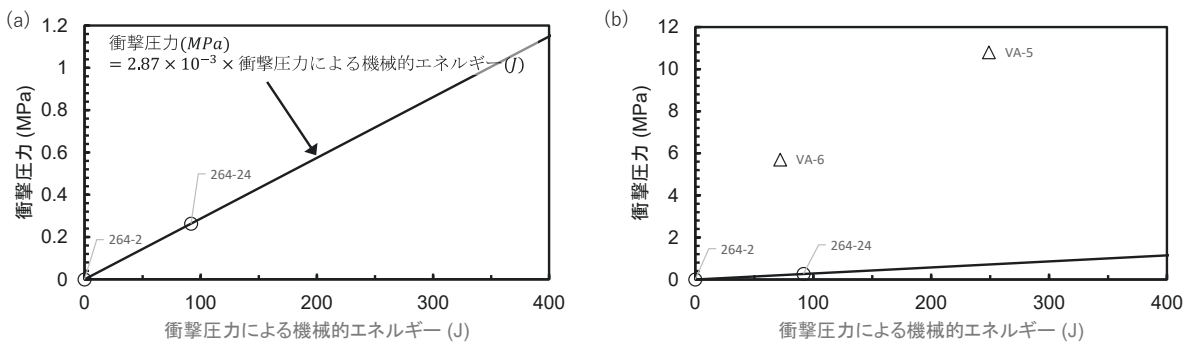 (a)
1.2
1
0.8
0.6
0.4
0.2
0
衝撃圧力 (MPa)
衝撃圧力(MPa)
= 2.87 × 10⁻³ × 衝撃圧力による機械的エネルギー(J)
264-24
264-2
0 100 200 300 400
衝撃圧力による機械的エネルギー (J)
(b)
12
10
8
6
4
2
0
衝撃圧力 (MPa)
VA-5
VA-6
264-2
264-24
0 100 200 300 400
衝撃圧力による機械的エネルギー (J)